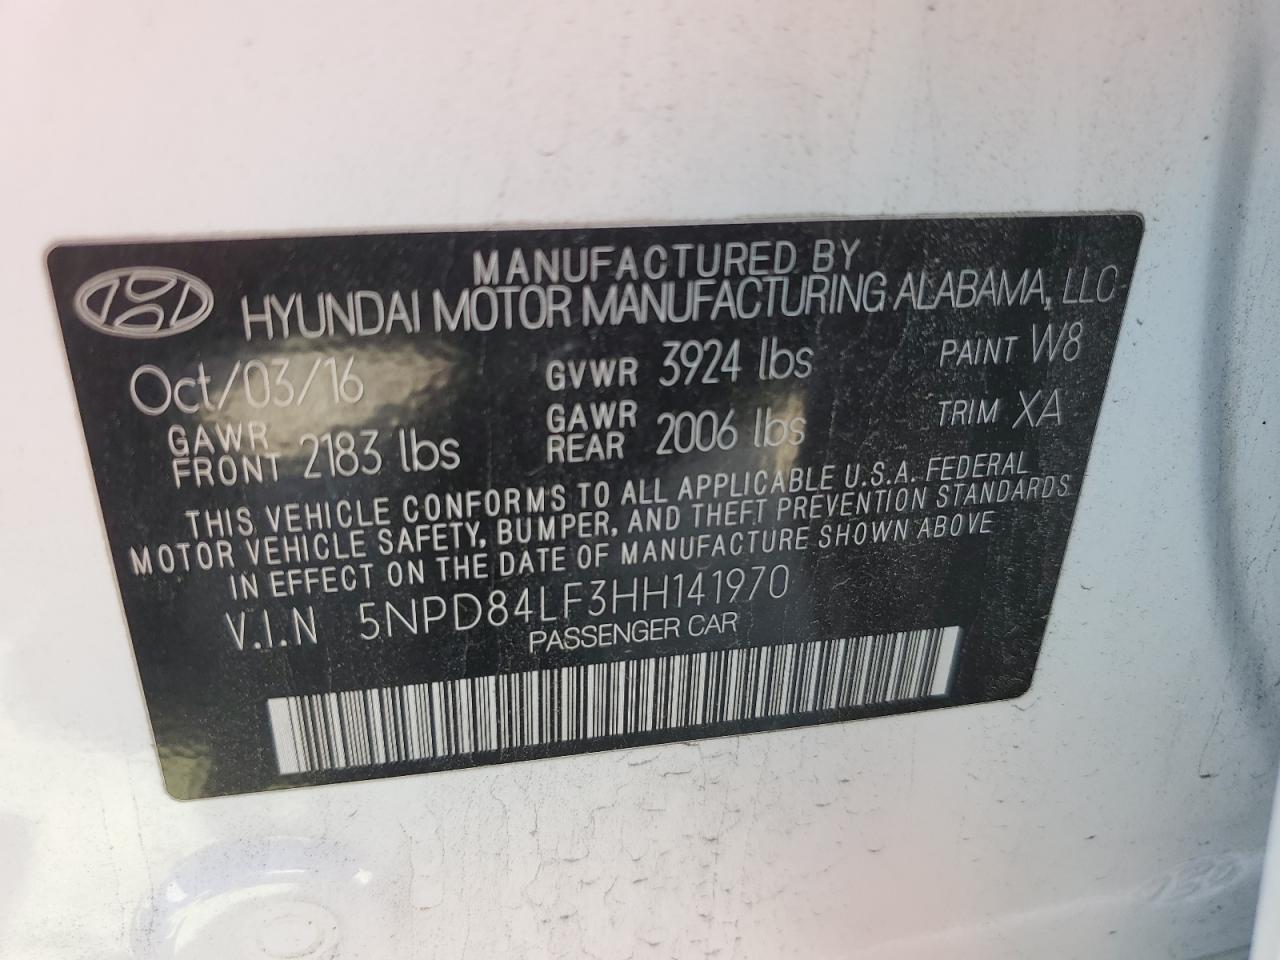 MANUFACTURED BY
HYUNDAI MOTOR MANUFACTURING ALABAMA, LLC
Oct/03/16 GVWR 3924 lbs PAINT W8
GAWR FRONT 2183 lbs GAWR REAR 2006 lbs TRIM XA
THIS VEHICLE CONFORMS TO ALL APPLICABLE U.S.A. FEDERAL
MOTOR VEHICLE SAFETY, BUMPER, AND THEFT PREVENTION STANDARDS
IN EFFECT ON THE DATE OF MANUFACTURE SHOWN ABOVE
V.I.N 5NPD84LF3HH141970
PASSENGER CAR